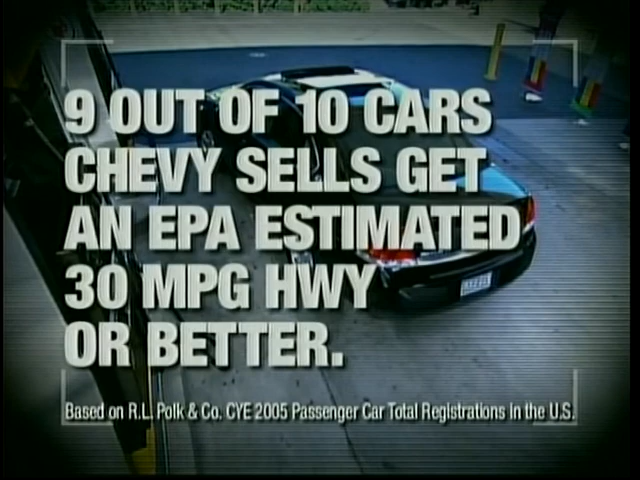 9 OUT OF 10 CARS
CHEVY SELLS GET
AN EPA ESTIMATED
30 MPG HWY
OR BETTER.
Based on R.L. Polk & Co. CYE 2005 Passenger Car Total Registrations in the U.S.